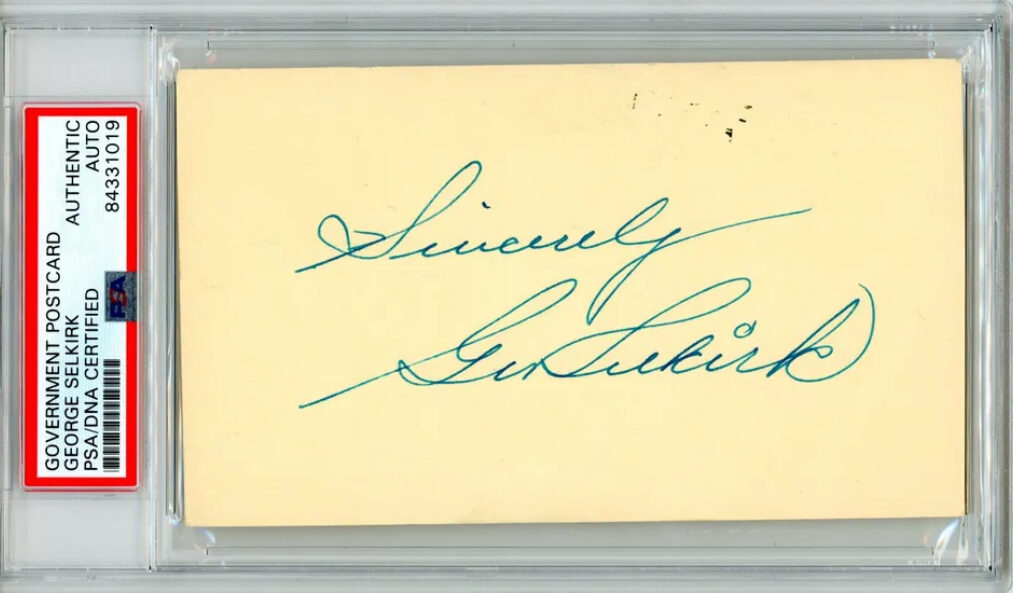 GOVERNMENT POSTCARD
GEORGE SELKIRK AUTHENTIC
PSA/DNA CERTIFIED AUTO
84331019
PSA
Sincerely
Geo Selkirk